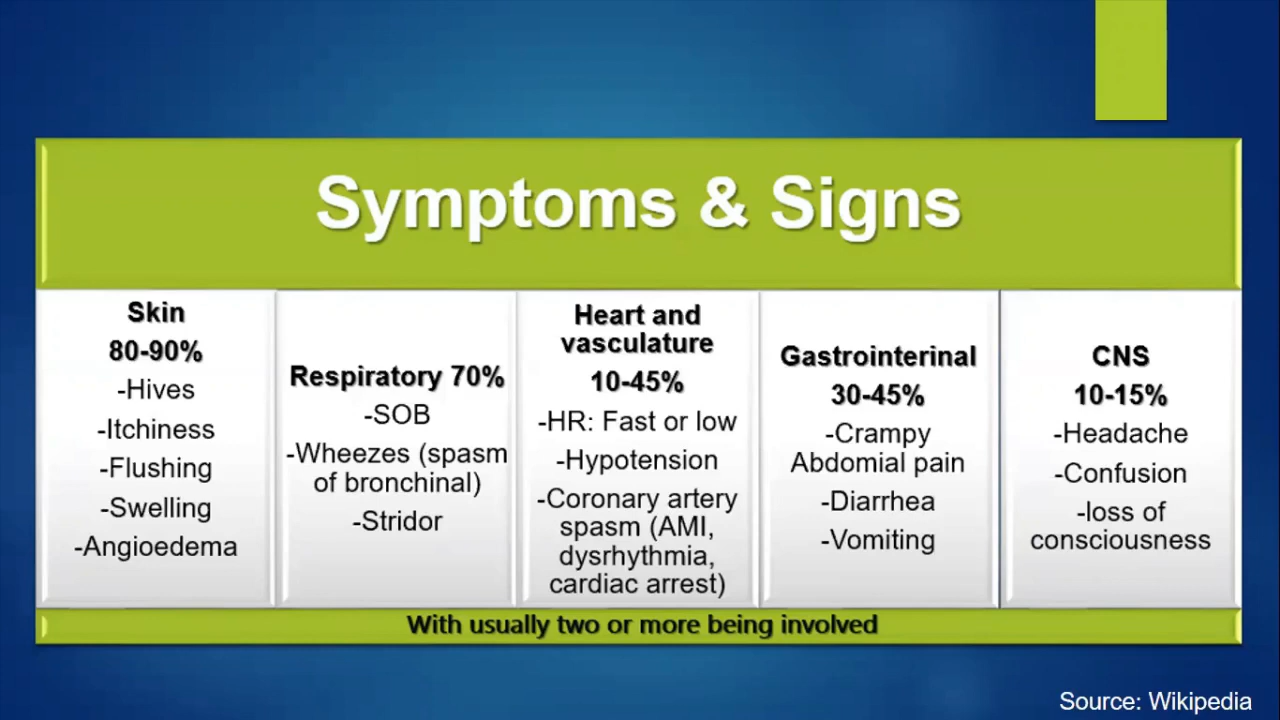 Symptoms & Signs
Skin
80-90%
-Hives
-Itchiness
-Flushing
-Swelling
-Angioedema
Respiratory 70%
-SOB
-Wheezes (spasm
of bronchinal)
-Stridor
Heart and
vasculature
10-45%
-HR: Fast or low
-Hypotension
-Coronary artery
spasm (AMI,
dysrhythmia,
cardiac arrest)
Gastrointerinal
30-45%
-Crampy
Abdomial pain
-Diarrhea
-Vomiting
CNS
10-15%
-Headache
-Confusion
-loss of
consciousness
With usually two or more being involved
Source: Wikipedia